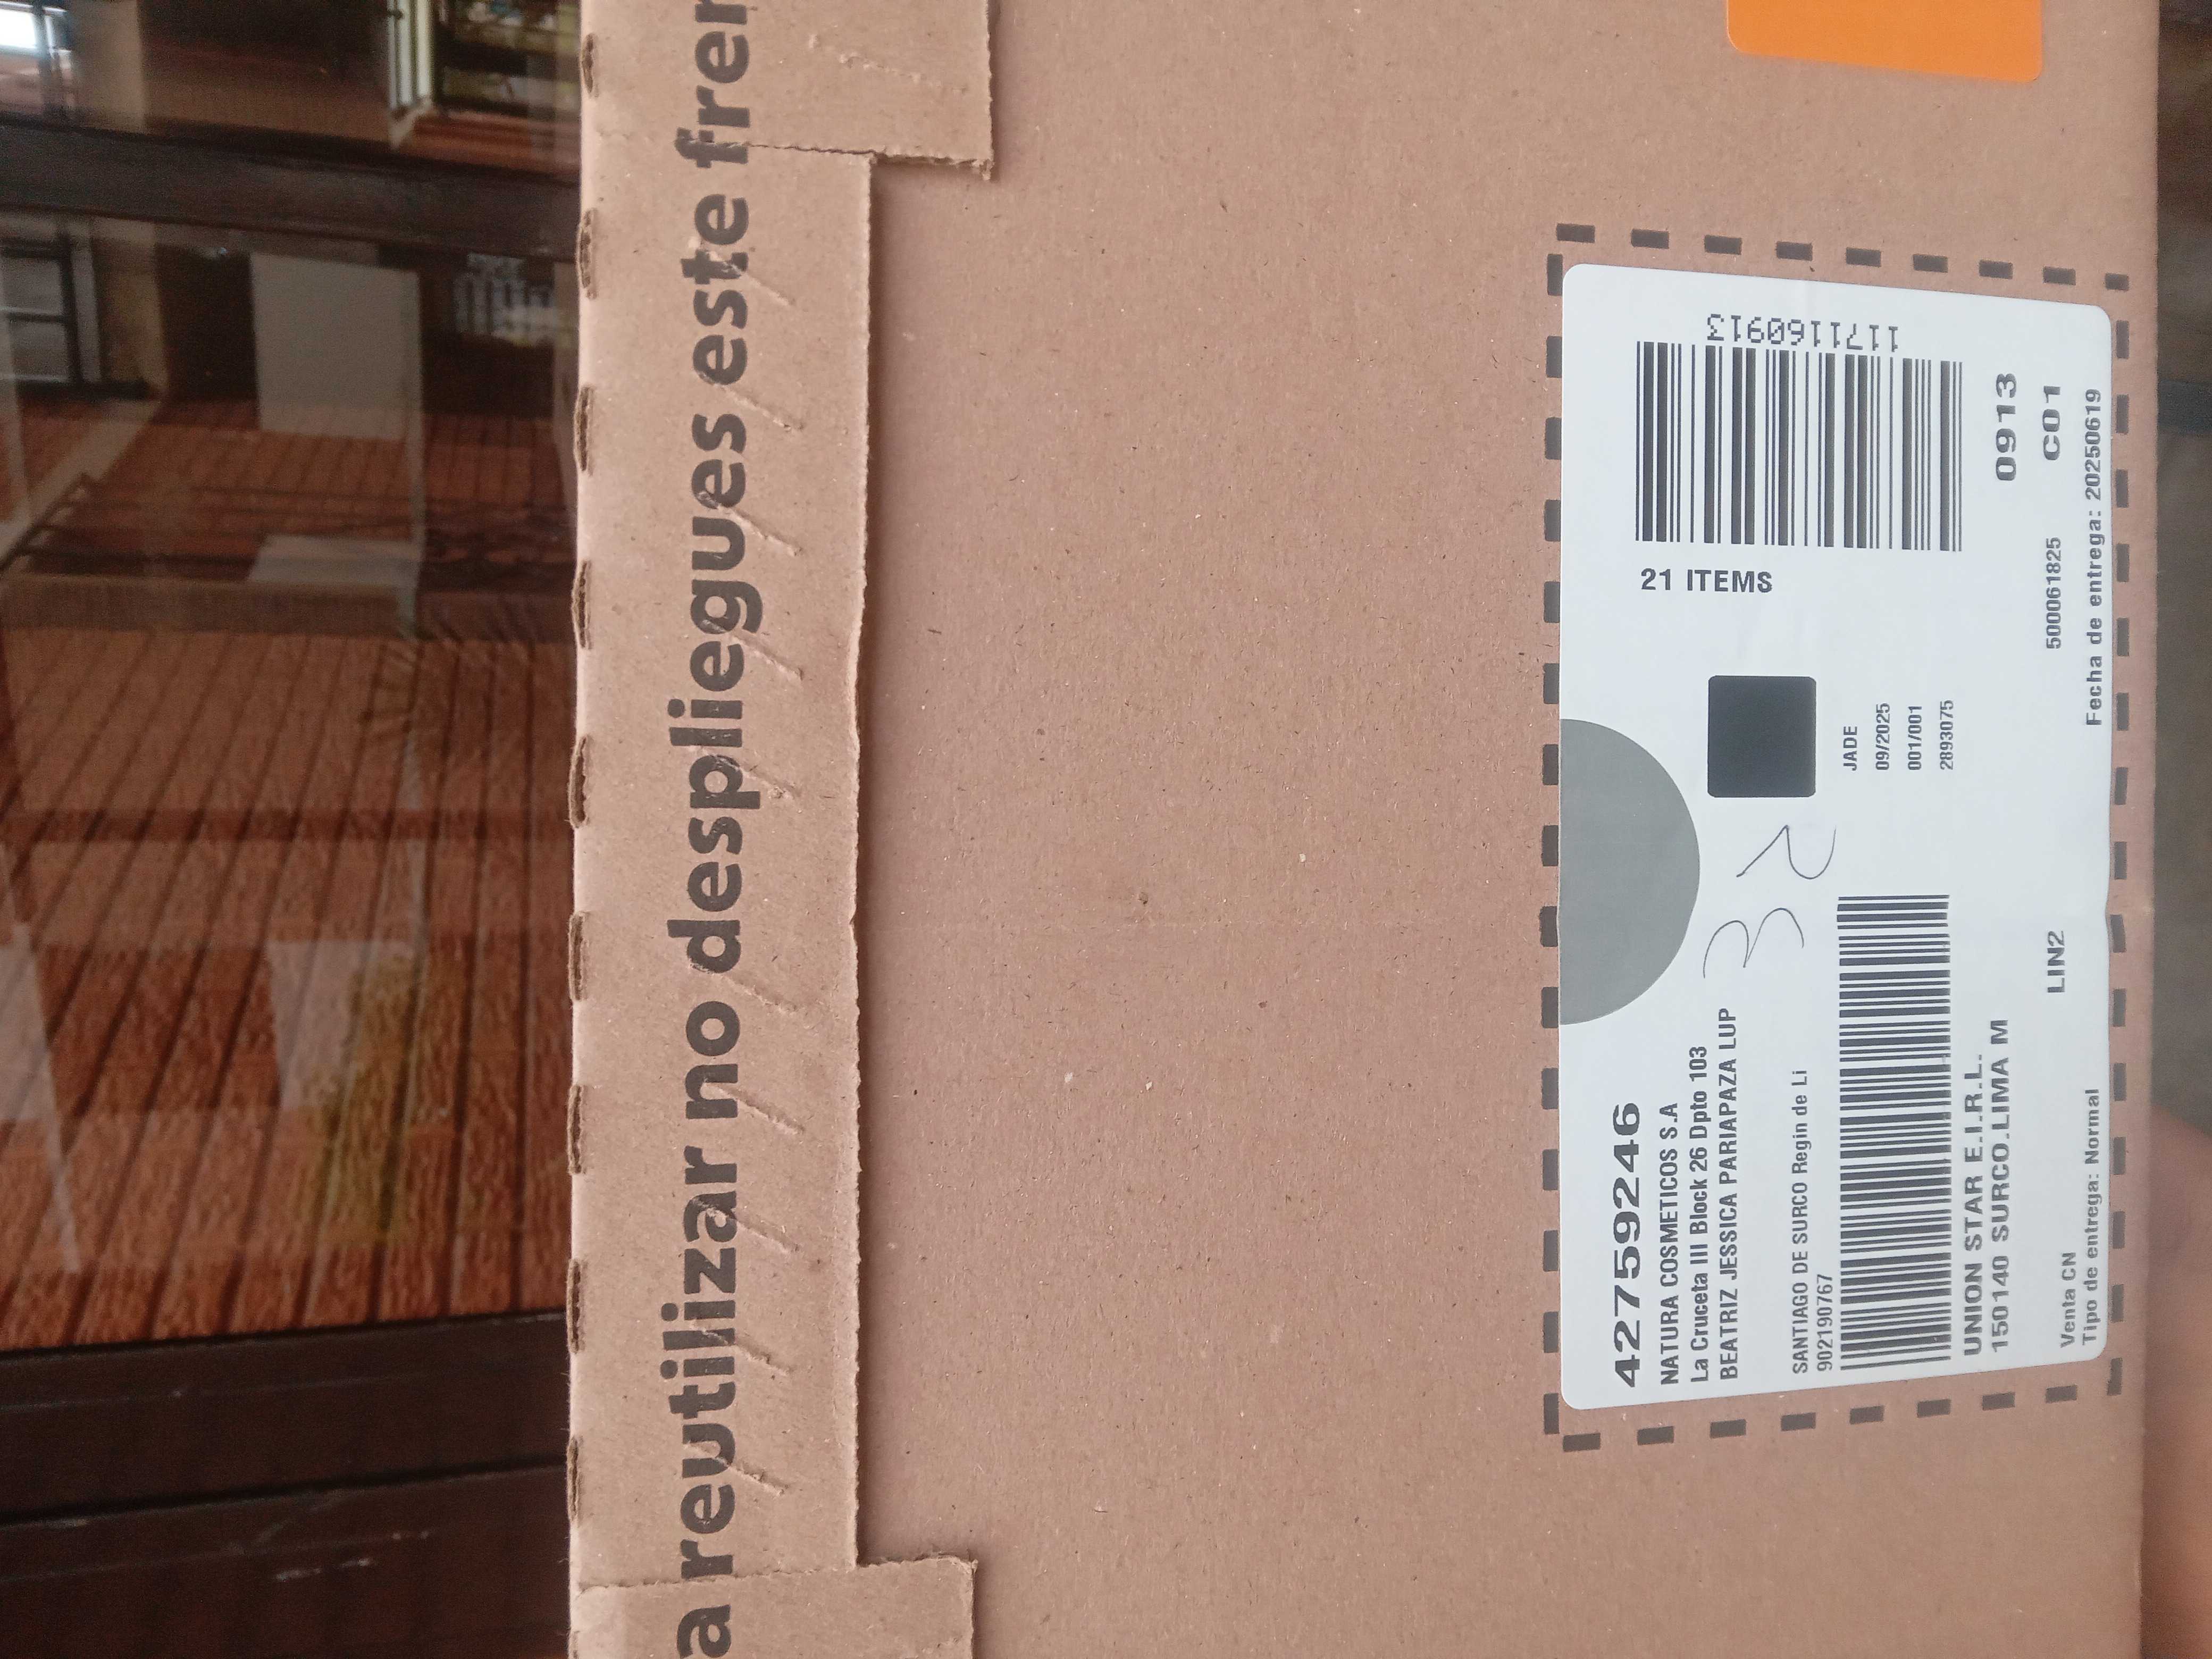 a reutilizar no despliegues este fren
42759246
NATURA COSMETICOS S.A
La Cruceta III Block 26 Dpto 103
BEATRIZ JESSICA PARIAPAZA LUP
SANTIAGO DE SURCO Regin de Li
902190767
UNION STAR E.I.R.L.
150140 SURCO.LIMA M
LIN2
Venta CN
Tipo de entrega: Normal
JADE
09/2025
001/001
2893075
21 ITEMS
1171160913
0913
500061825 C01
Fecha de entrega: 20250619